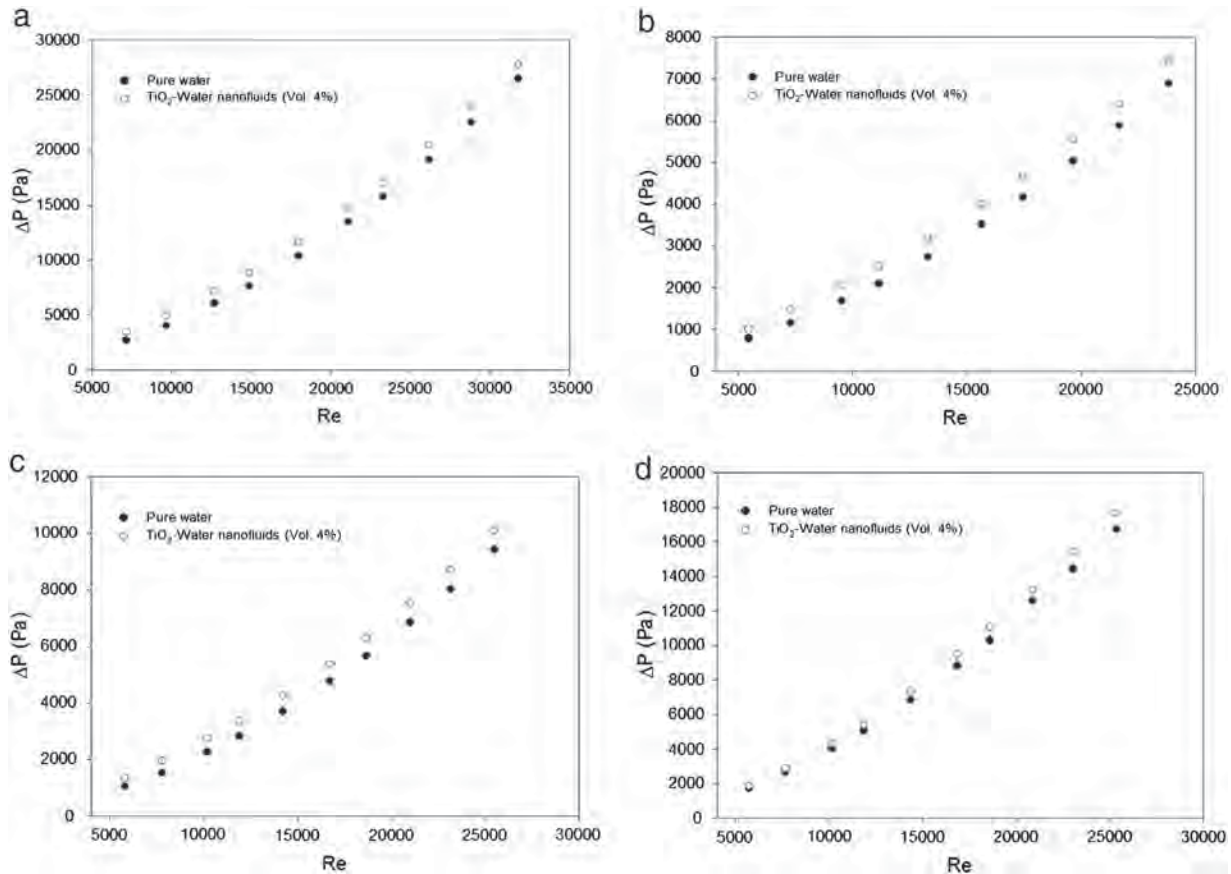 a
30000
25000
20000
15000
10000
5000
0
ΔP (Pa)
Pure water
TiO₂-Water nanofluids (Vol. 4%)
5000 10000 15000 20000 25000 30000 35000
Re
b
8000
7000
6000
5000
4000
3000
2000
1000
0
ΔP (Pa)
Pure water
TiO₂-Water nanofluids (Vol. 4%)
5000 10000 15000 20000 25000
Re
c
12000
10000
8000
6000
4000
2000
0
ΔP (Pa)
Pure water
TiO₂-Water nanofluids (Vol. 4%)
5000 10000 15000 20000 25000 30000
Re
d
20000
18000
16000
14000
12000
10000
8000
6000
4000
2000
0
ΔP (Pa)
Pure water
TiO₂-Water nanofluids (Vol. 4%)
5000 10000 15000 20000 25000 30000
Re